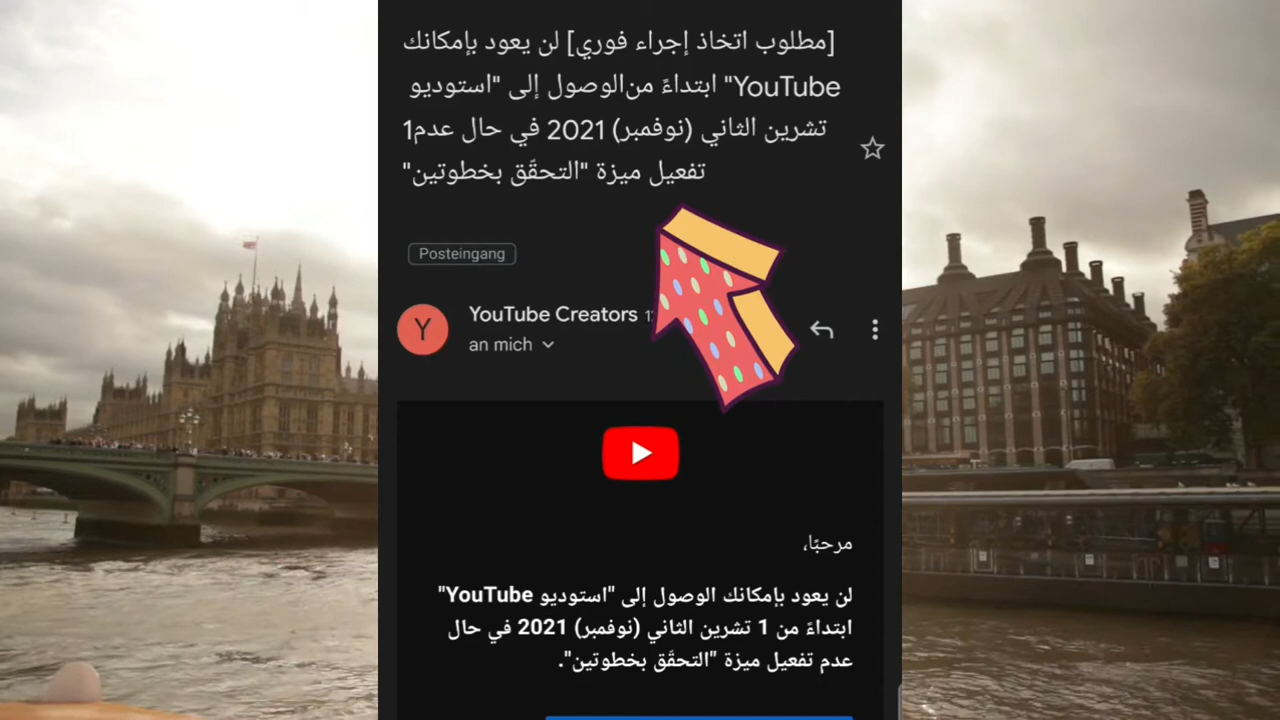 [مطلوب اتخاذ إجراء فوري] لن يعود بإمكانك
الوصول إلى "استوديو YouTube" ابتداءً من
1 تشرين الثاني (نوفمبر) 2021 في حال عدم
تفعيل ميزة "التحقّق بخطوتين"
Posteingang
Y
YouTube Creators
an mich
مرحبًا،
لن يعود بإمكانك الوصول إلى "استوديو YouTube"
ابتداءً من 1 تشرين الثاني (نوفمبر) 2021 في حال
عدم تفعيل ميزة "التحقّق بخطوتين".